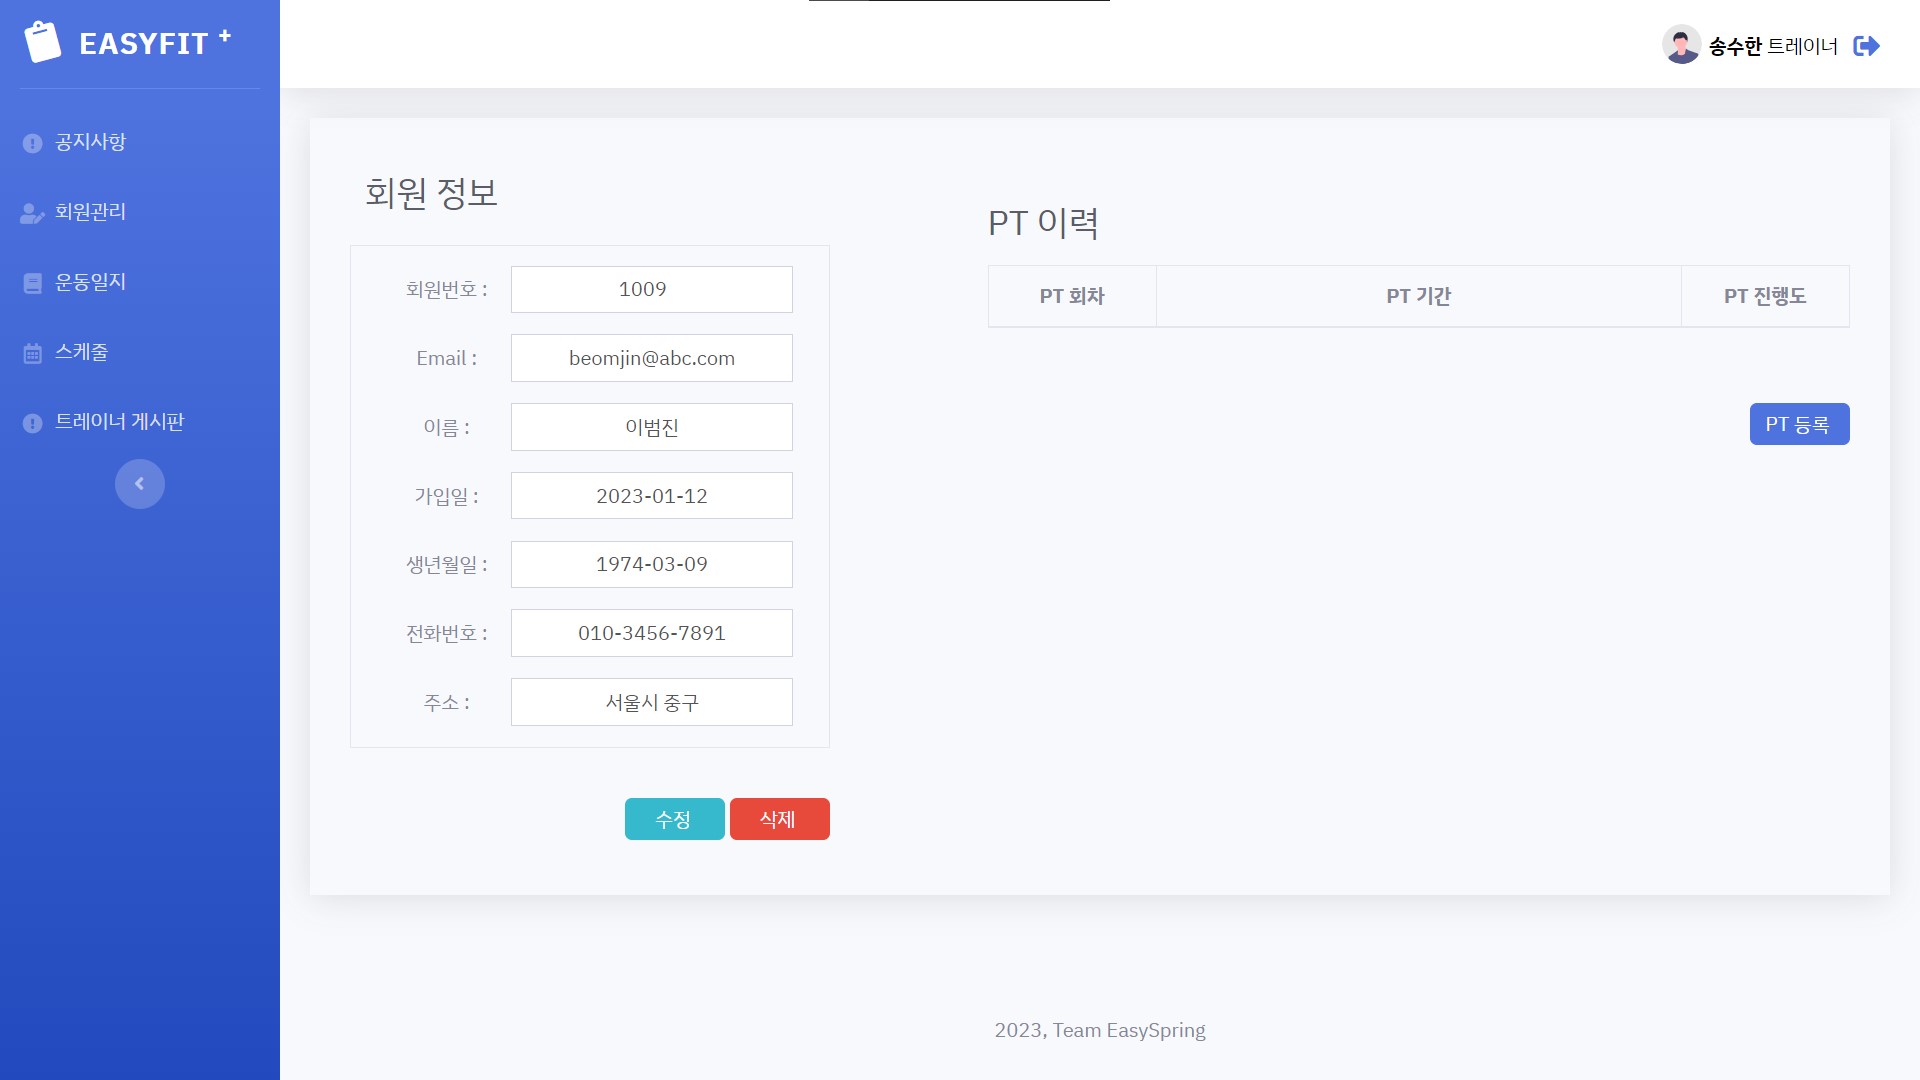 EASYFIT +
송수한 트레이너
공지사항
회원관리
운동일지
스케줄
트레이너 게시판
회원 정보
회원번호 : 1009
Email : beomjin@abc.com
이름 : 이범진
가입일 : 2023-01-12
생년월일 : 1974-03-09
전화번호 : 010-3456-7891
주소 : 서울시 중구
수정 삭제
PT 이력
PT 회차 PT 기간 PT 진행도
PT 등록
2023, Team EasySpring